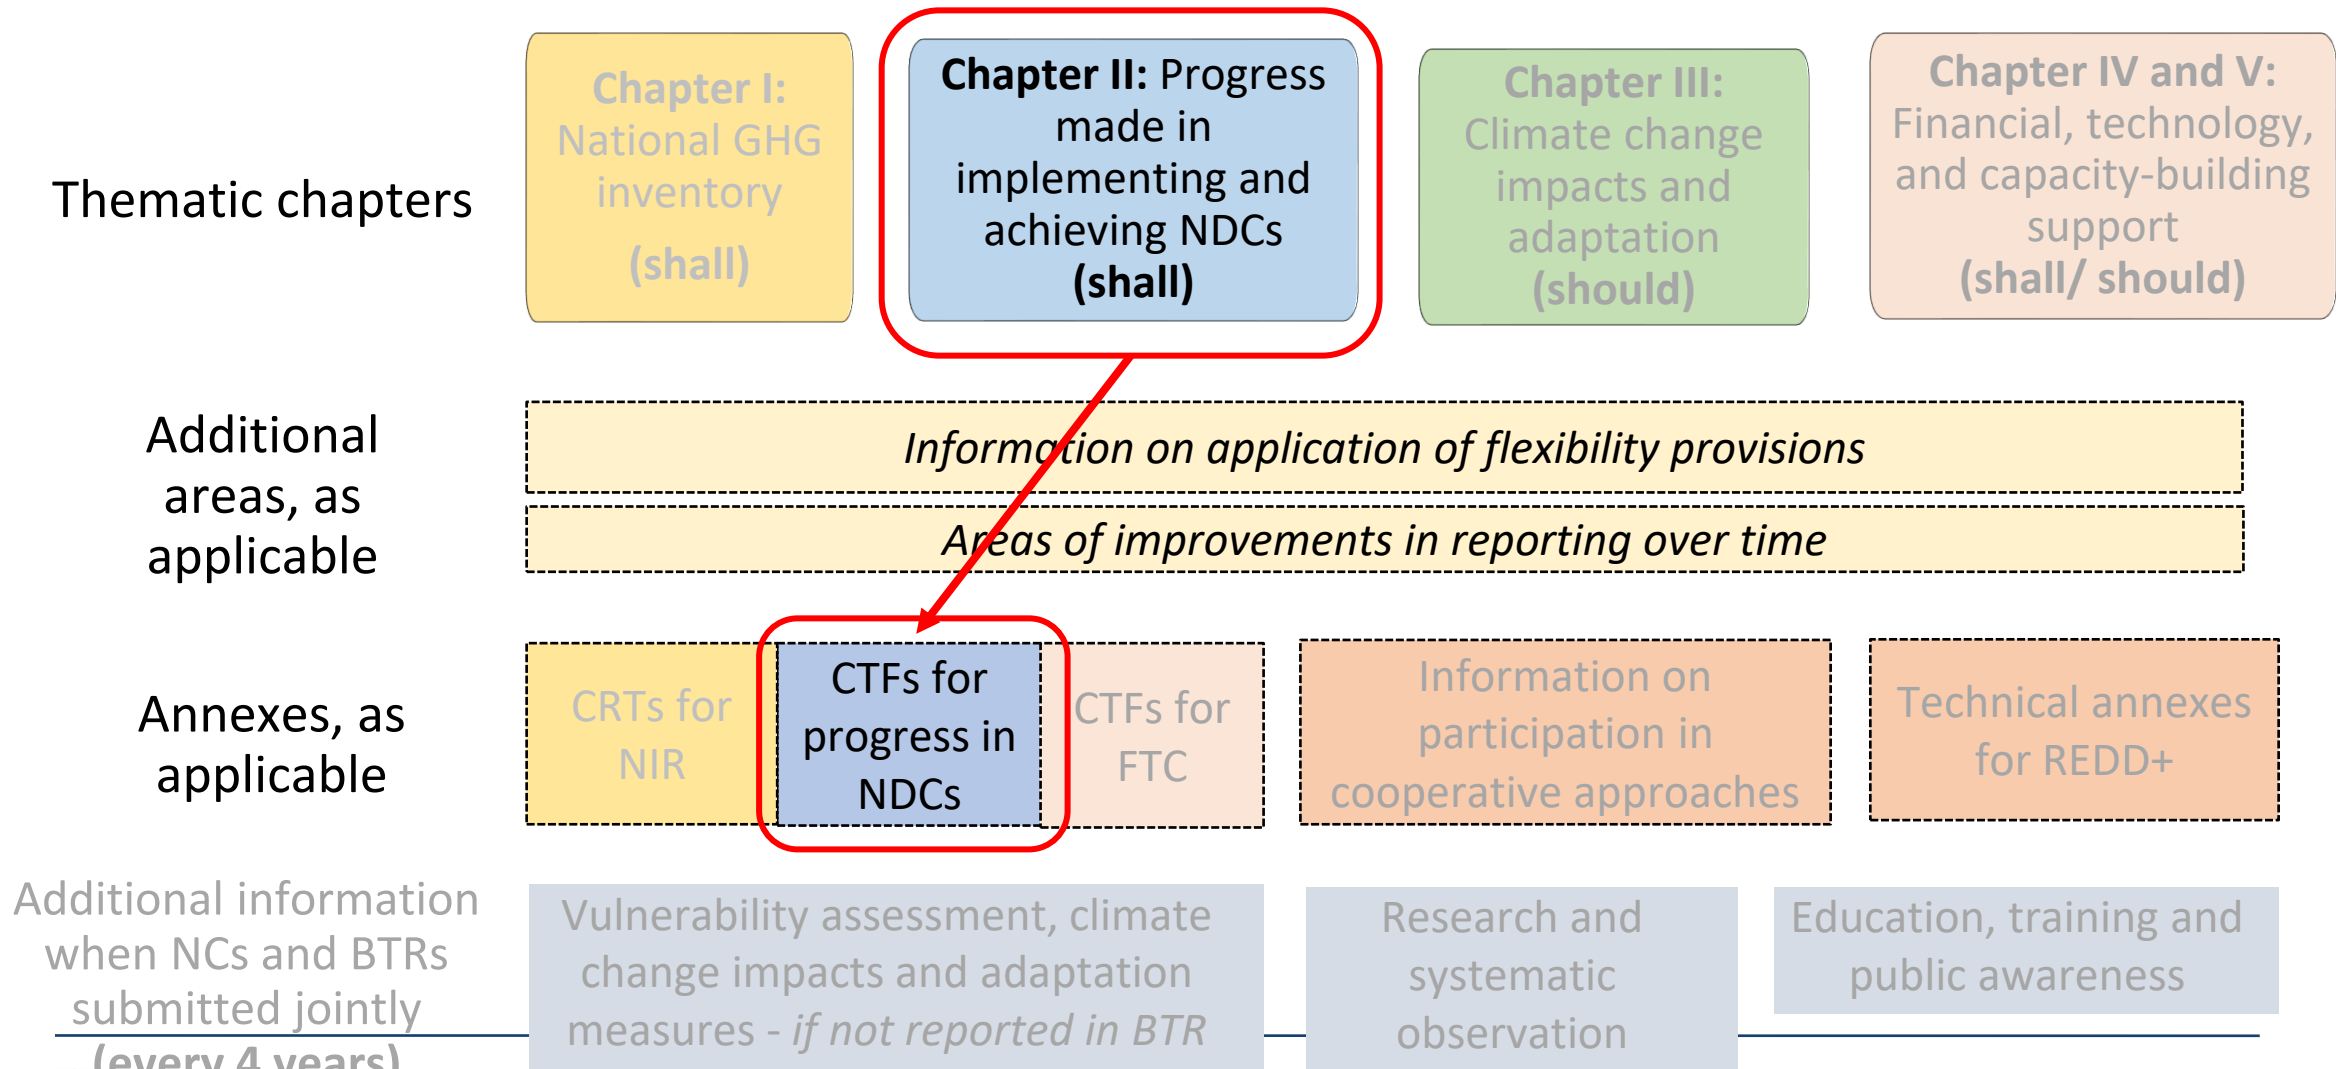 Thematic chapters
Chapter I:
National GHG
inventory
(shall)
Chapter II: Progress
made in
implementing and
achieving NDCs
(shall)
Chapter III:
Climate change
impacts and
adaptation
(should)
Chapter IV and V:
Financial, technology,
and capacity-building
support
(shall/ should)
Additional
areas, as
applicable
Information on application of flexibility provisions
Areas of improvements in reporting over time
Annexes, as
applicable
CRTs for
NIR
CTFs for
progress in
NDCs
CTFs for
FTC
Information on
participation in
cooperative approaches
Technical annexes
for REDD+
Additional information
when NCs and BTRs
submitted jointly
(every 4 years)
Vulnerability assessment, climate
change impacts and adaptation
measures - if not reported in BTR
Research and
systematic
observation
Education, training and
public awareness